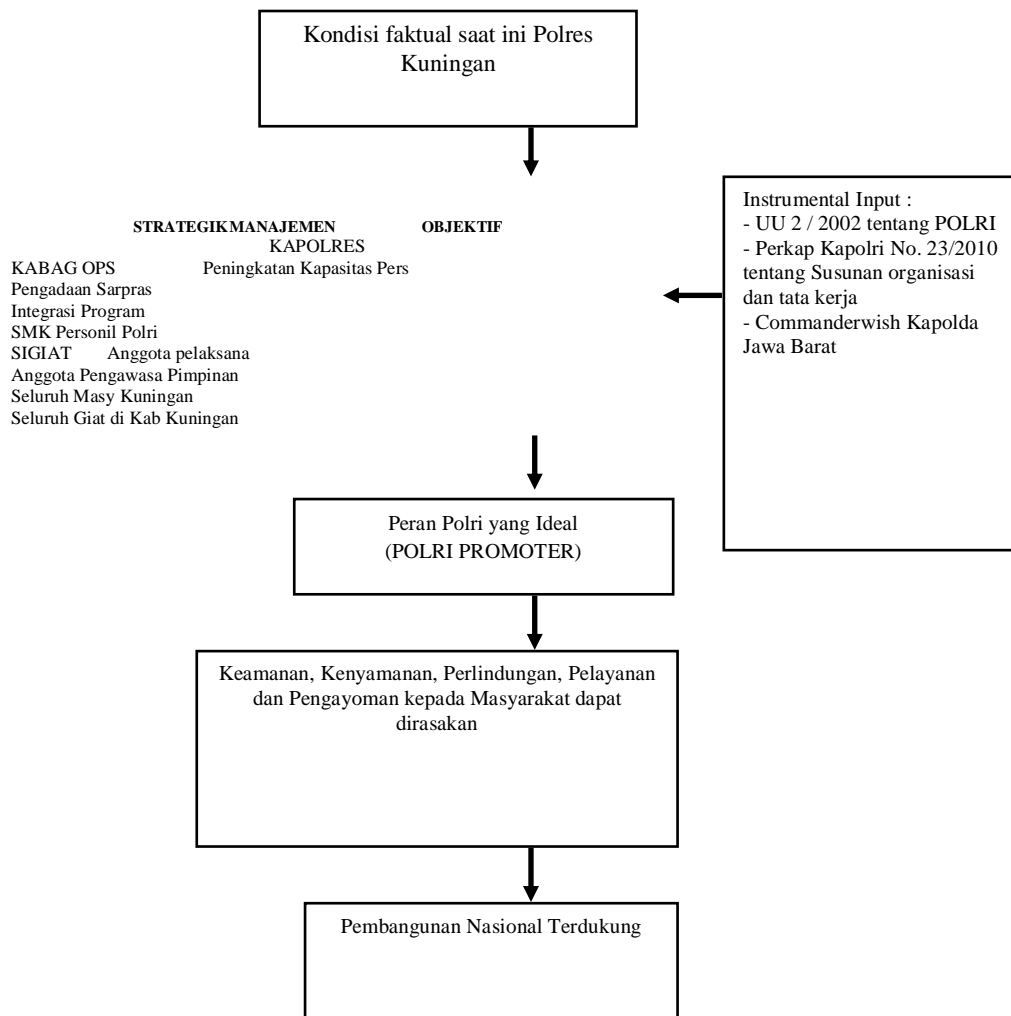 Kondisi faktual saat ini Polres
Kuningan
STRATEGIK MANAJEMEN OBJEKTIF
KAPOLRES
KABAG OPS Peningkatan Kapasitas Pers
Pengadaan Sarpras
Integrasi Program
SMK Personil Polri
SIGIAT Anggota pelaksana
Anggota Pengawasa Pimpinan
Seluruh Masy Kuningan
Seluruh Giat di Kab Kuningan
Instrumental Input :
- UU 2 / 2002 tentang POLRI
- Perkap Kapolri No. 23/2010
tentang Susunan organisasi
dan tata kerja
- Commanderwish Kapolda
Jawa Barat
Peran Polri yang Ideal
(POLRI PROMOTER)
Keamanan, Kenyamanan, Perlindungan, Pelayanan
dan Pengayoman kepada Masyarakat dapat
dirasakan
Pembangunan Nasional Terdukung